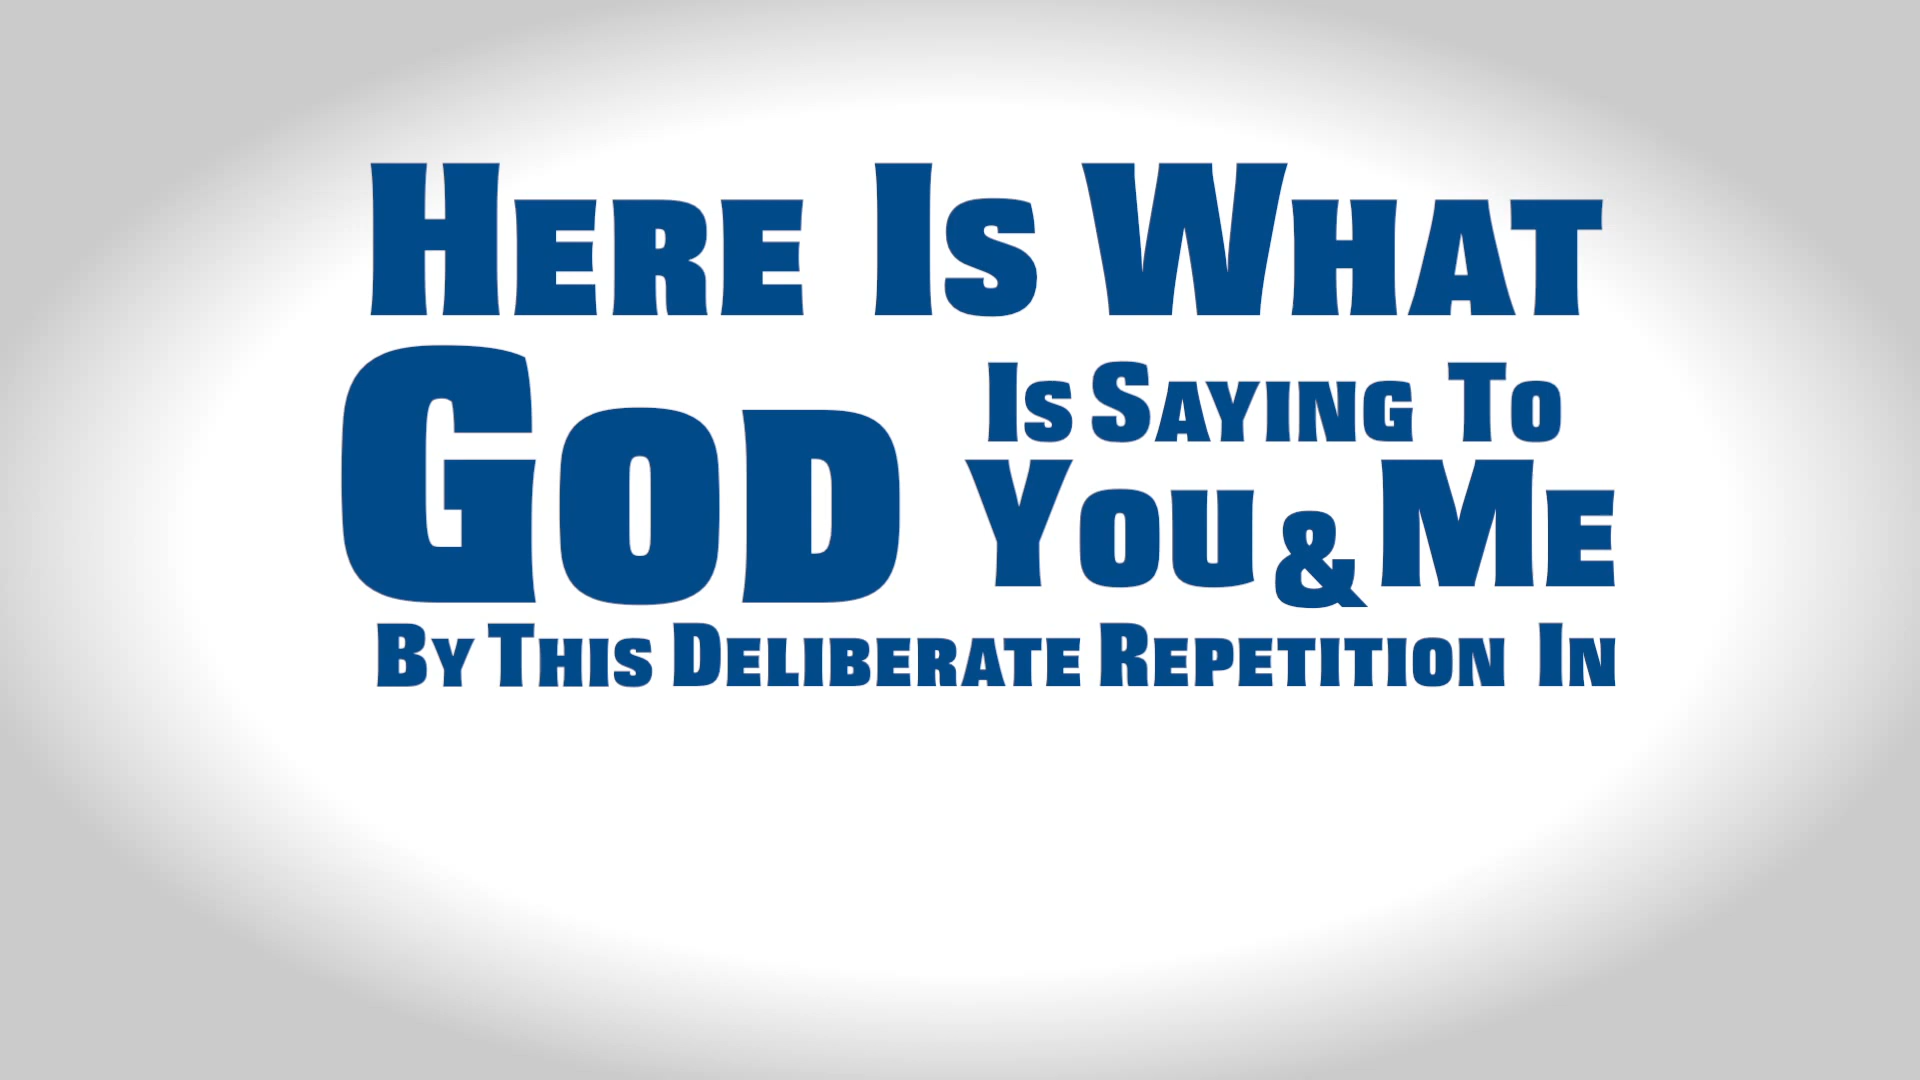 Here Is What
God Is Saying To
You & Me
By This Deliberate Repetition In